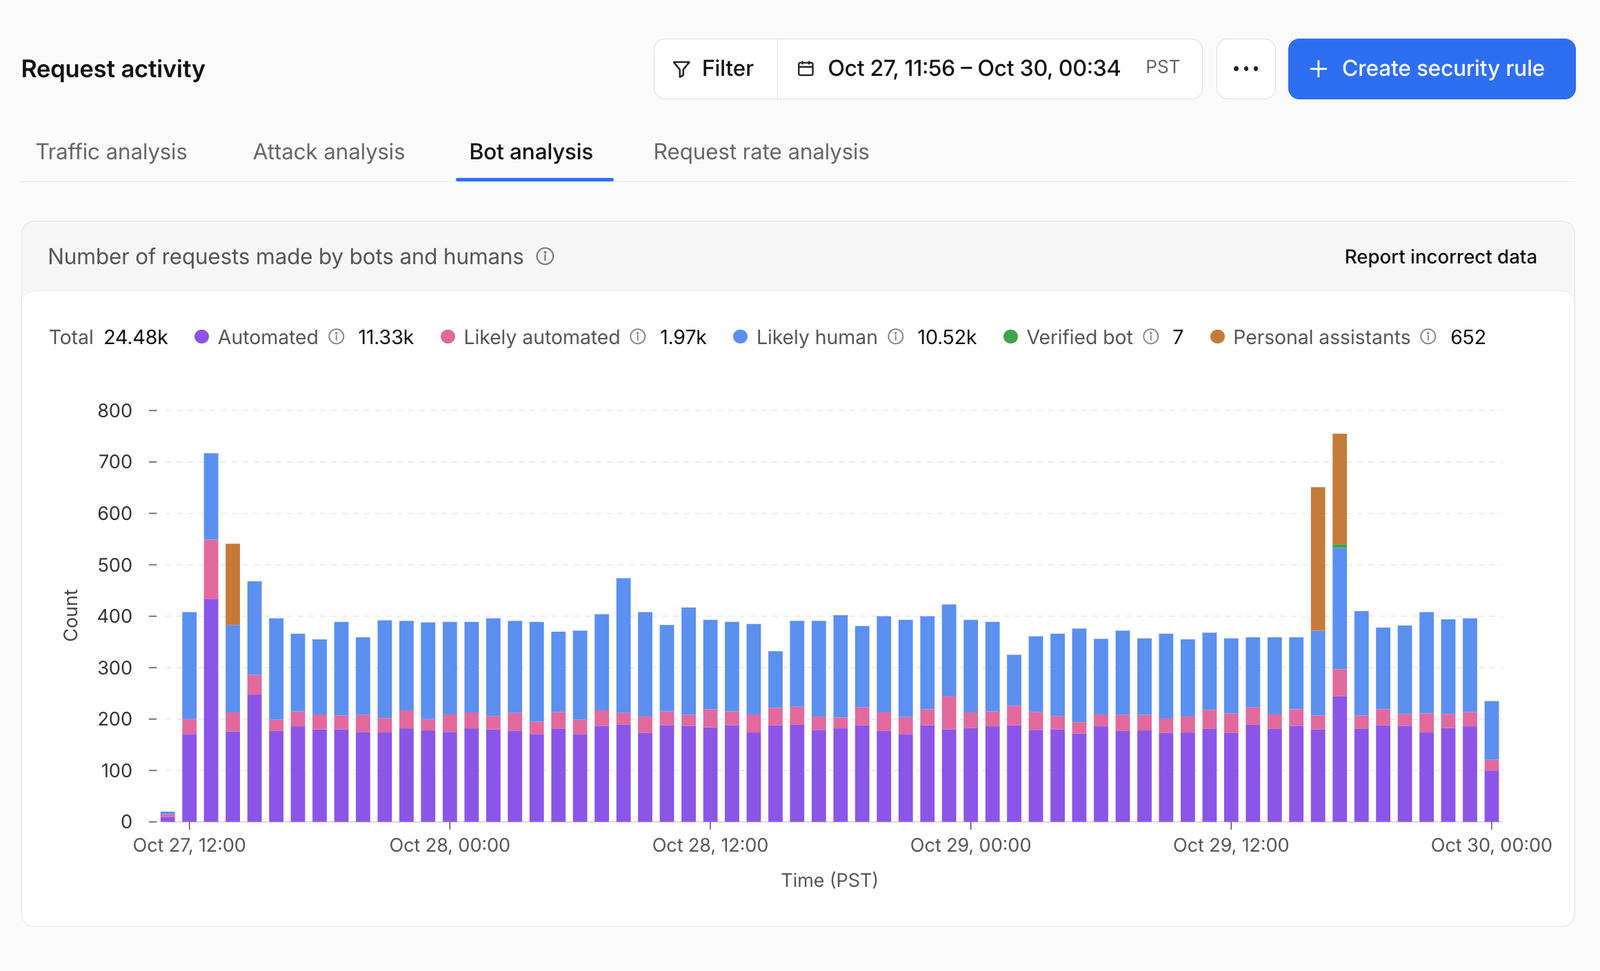 Request activity
Filter
Oct 27, 11:56 – Oct 30, 00:34 PST
Create security rule
Traffic analysis
Attack analysis
Bot analysis
Request rate analysis
Number of requests made by bots and humans
Report incorrect data
Total 24.48k
Automated 11.33k
Likely automated 1.97k
Likely human 10.52k
Verified bot 7
Personal assistants 652
800
700
600
500
400
300
200
100
0
Count
Oct 27, 12:00
Oct 28, 00:00
Oct 28, 12:00
Oct 29, 00:00
Oct 29, 12:00
Oct 30, 00:00
Time (PST)